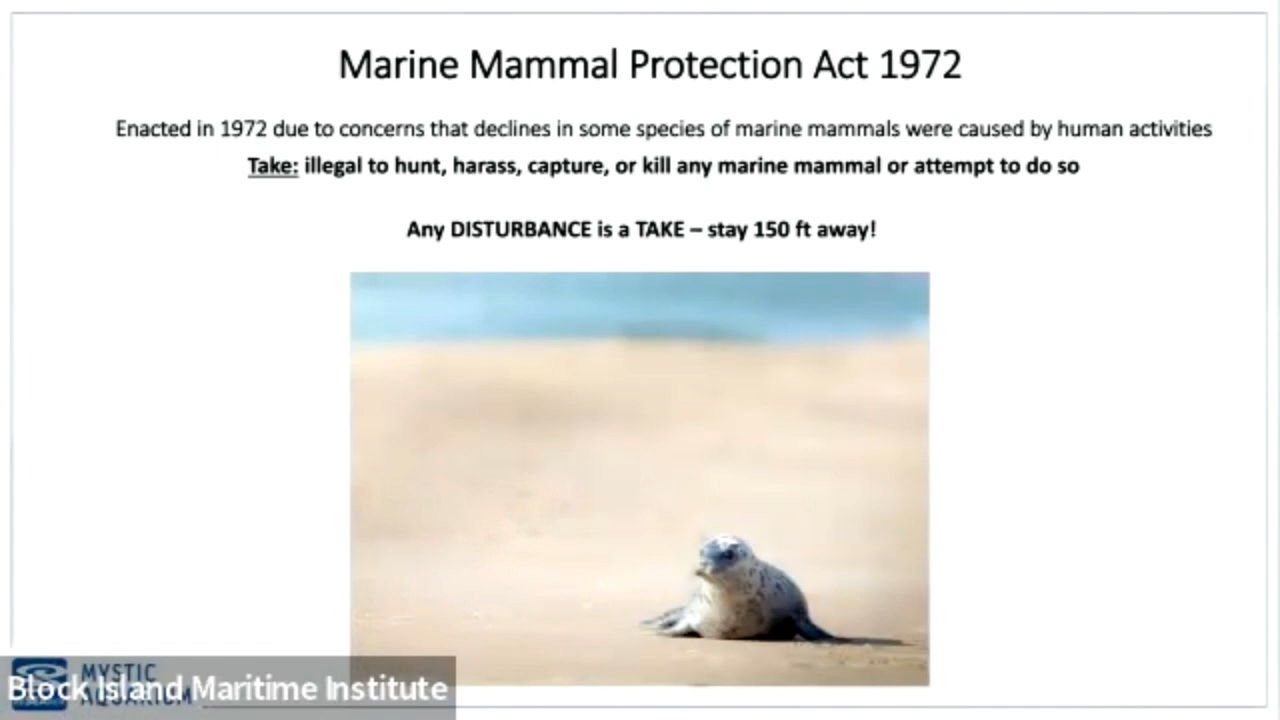 Marine Mammal Protection Act 1972
Enacted in 1972 due to concerns that declines in some species of marine mammals were caused by human activities
Take: illegal to hunt, harass, capture, or kill any marine mammal or attempt to do so
Any DISTURBANCE is a TAKE – stay 150 ft away!
MYSTIC
AQUARIUM
Block Island Maritime Institute